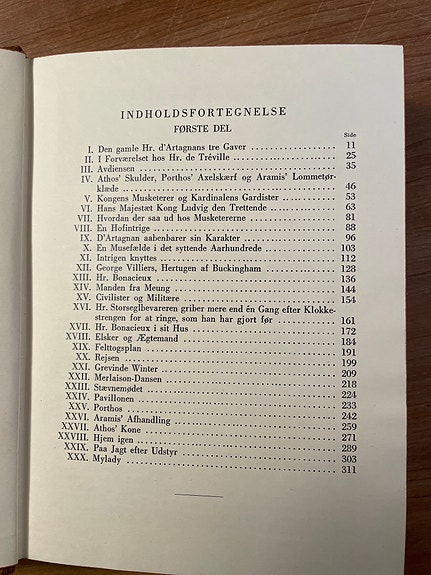 INDHOLDSFORTEGNELSE
FØRSTE DEL
Side
I. Den gamle Hr. d'Artagnans tre Gaver 11
II. I Forværelset hos Hr. de Tréville 25
III. Avdiensen 35
IV. Athos' Skulder, Porthos' Axelskærf og Aramis' Lommetør-
klæde 46
V. Kongens Musketerer og Kardinalens Gardister 53
VI. Hans Majestæt Kong Ludvig den Trettende 63
VII. Hvordan der saa ud hos Musketererne 81
VIII. En Hofintrige 88
IX. D'Artagnan aabenbarer sin Karakter 96
X. En Musefælde i det syttende Aarhundrede 103
XI. Intrigen knyttes 112
XII. George Villiers, Hertugen af Buckingham 128
XIII. Hr. Bonacieux 136
XIV. Manden fra Meung 144
XV. Civilister og Militære 154
XVI. Hr. Storseglbevareren griber mere end én Gang efter Klokke-
strengen for at ringe, som han har gjort før 161
XVII. Hr. Bonacieux i sit Hus 172
XVIII. Elsker og Ægtemand 184
XIX. Felttogsplan 191
XX. Rejsen 199
XXI. Grevinde Winter 209
XXII. Merlaison-Dansen 218
XXIII. Stævnemødet 224
XXIV. Pavillonen 233
XXV. Porthos 242
XXVI. Aramis' Afhandling 259
XXVII. Athos' Kone 271
XXVIII. Hjem igen 289
XXIX. Paa Jagt efter Udstyr 303
XXX. Mylady 311